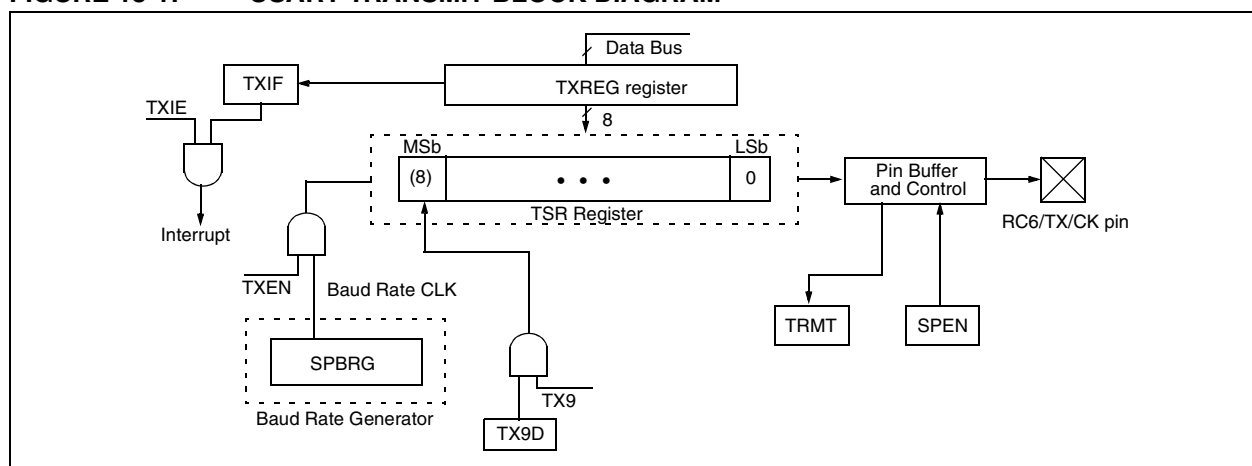 Data Bus
TXIF
TXREG register
TXIE
8
MSb
LSb
(8)
• • •
0
TSR Register
Pin Buffer
and Control
RC6/TX/CK pin
Interrupt
TXEN
Baud Rate CLK
TRMT
SPEN
SPBRG
TX9
Baud Rate Generator
TX9D